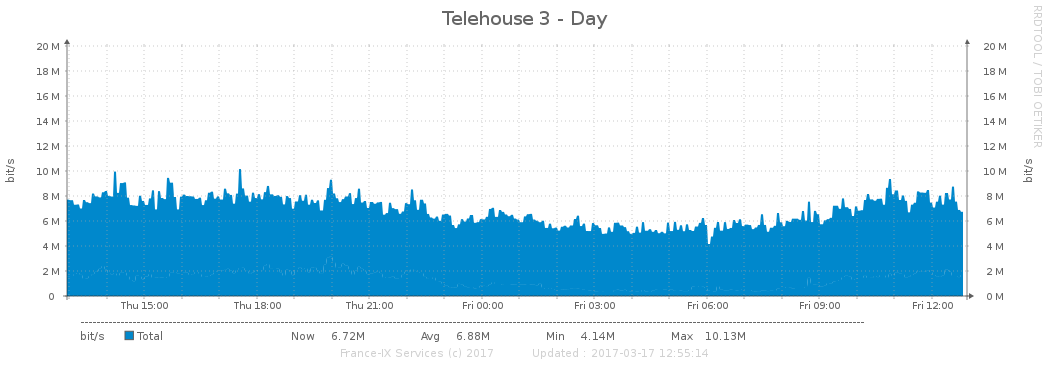 Telehouse 3 - Day
RRDTOOL / TOBI OETIKER
bit/s
bit/s
20 M 20 M
18 M 18 M
16 M 16 M
14 M 14 M
12 M 12 M
10 M 10 M
8 M 8 M
6 M 6 M
4 M 4 M
2 M 2 M
0 0 M
Thu 15:00 Thu 18:00 Thu 21:00 Fri 00:00 Fri 03:00 Fri 06:00 Fri 09:00 Fri 12:00
bit/s Total Now 6.72M Avg 6.88M Min 4.14M Max 10.13M
France-IX Services (c) 2017 Updated : 2017-03-17 12:55:14